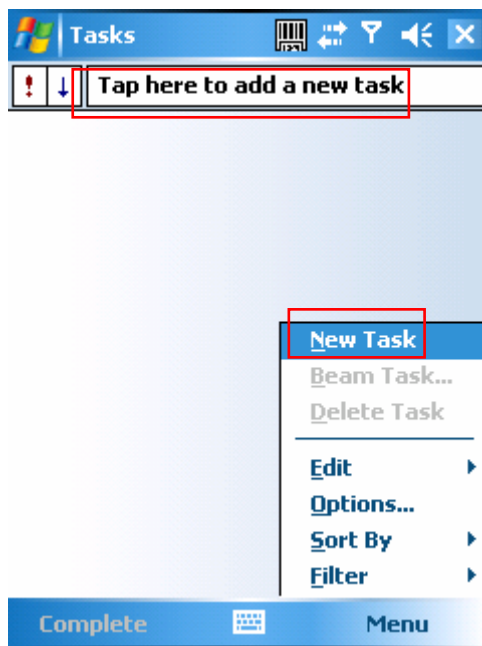 Tasks
! ↓ Tap here to add a new task
New Task
Beam Task...
Delete Task
Edit
Options...
Sort By
Filter
Complete Menu